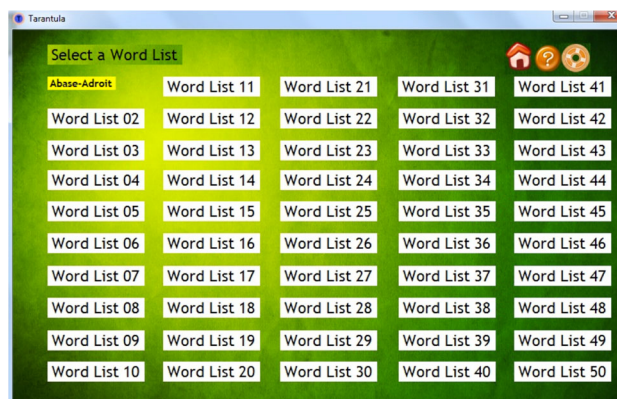 Tarantula
Select a Word List
?
Abase-Adroit
Word List 02
Word List 03
Word List 04
Word List 05
Word List 06
Word List 07
Word List 08
Word List 09
Word List 10
Word List 11
Word List 12
Word List 13
Word List 14
Word List 15
Word List 16
Word List 17
Word List 18
Word List 19
Word List 20
Word List 21
Word List 22
Word List 23
Word List 24
Word List 25
Word List 26
Word List 27
Word List 28
Word List 29
Word List 30
Word List 31
Word List 32
Word List 33
Word List 34
Word List 35
Word List 36
Word List 37
Word List 38
Word List 39
Word List 40
Word List 41
Word List 42
Word List 43
Word List 44
Word List 45
Word List 46
Word List 47
Word List 48
Word List 49
Word List 50